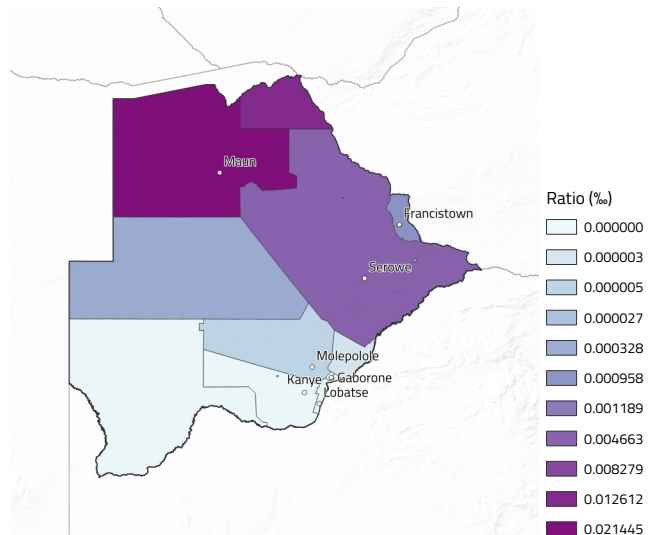 Maun
Francistown
Serowe
Molepolole
Kanye
Gaborone
Lobatse
Ratio (‰)
0.000000
0.000003
0.000005
0.000027
0.000328
0.000958
0.001189
0.004663
0.008279
0.012612
0.021445